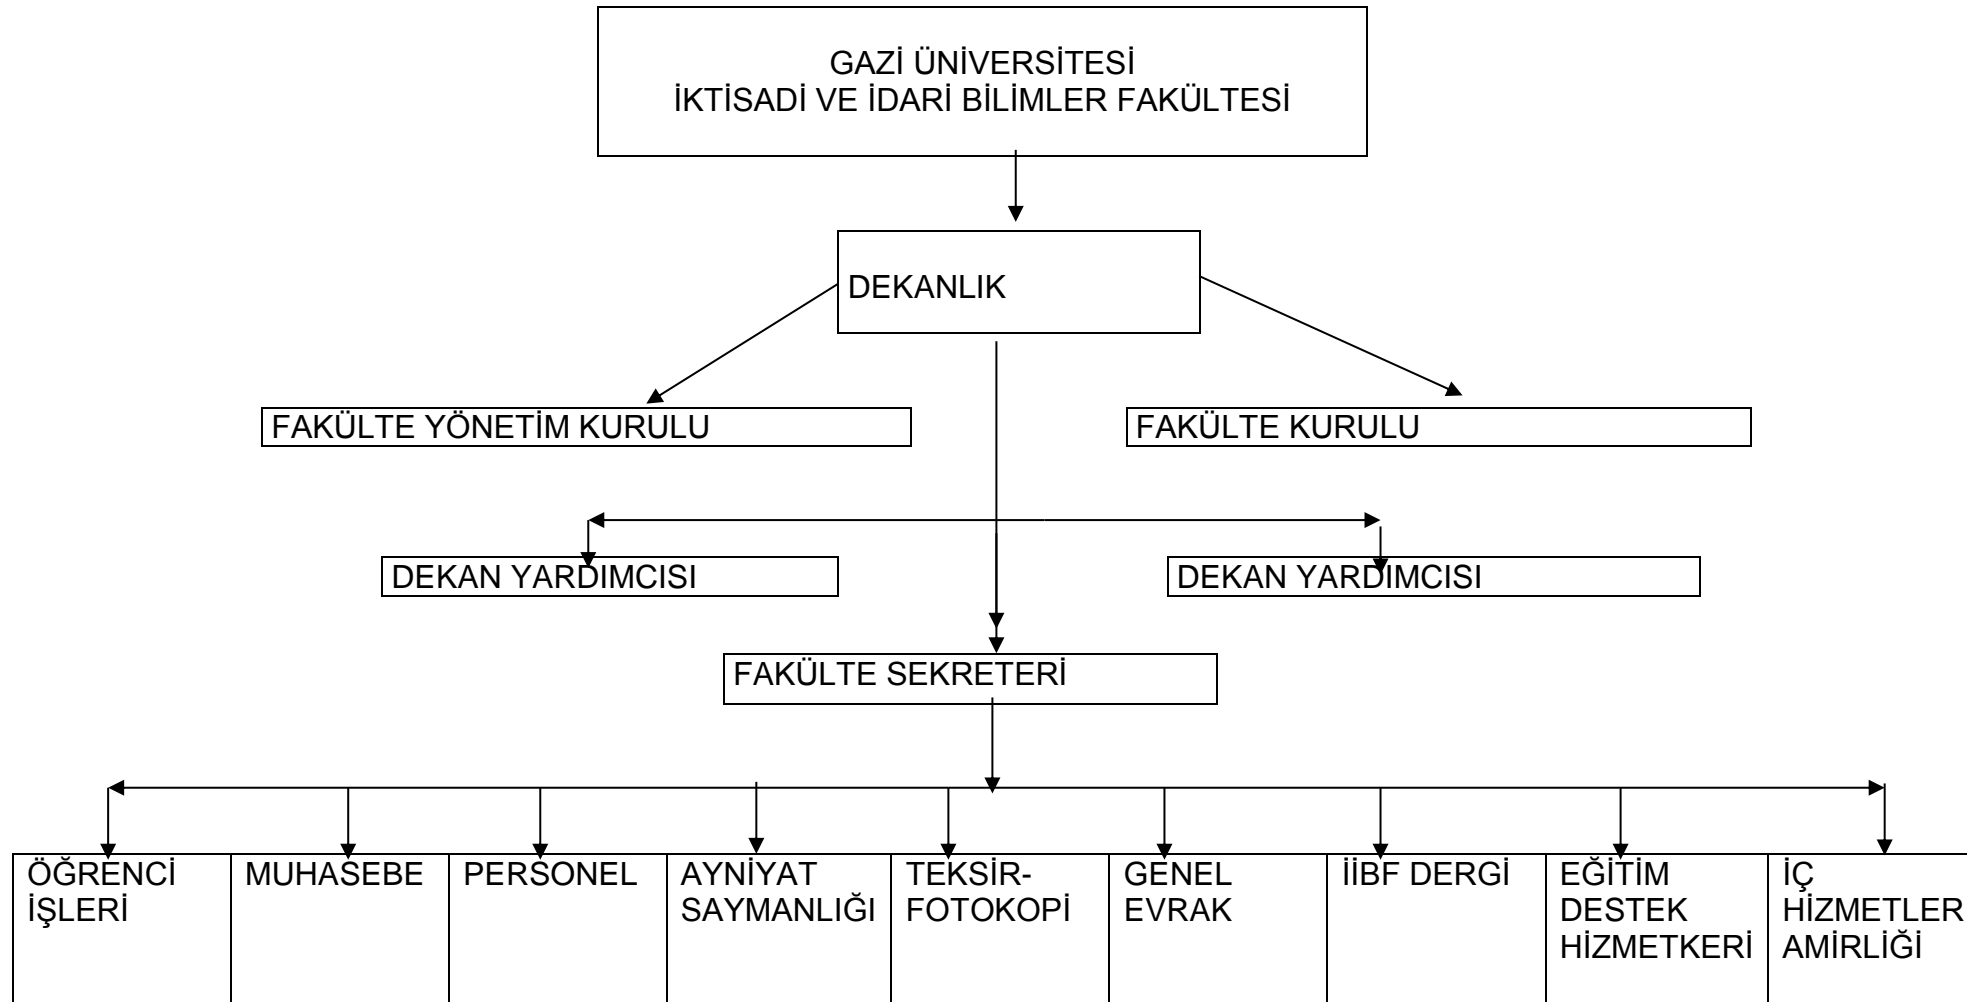 GAZİ ÜNİVERSİTESİ
İKTİSADİ VE İDARİ BİLİMLER FAKÜLTESİ
DEKANLIK
FAKÜLTE YÖNETİM KURULU
FAKÜLTE KURULU
DEKAN YARDIMCISI
DEKAN YARDIMCISI
FAKÜLTE SEKRETERİ
ÖĞRENCİ
İŞLERİ
MUHASEBE
PERSONEL
AYNİYAT
SAYMANLIĞI
TEKSİR-
FOTOKOPİ
GENEL
EVRAK
İİBF DERGİ
EĞİTİM
DESTEK
HİZMETKERİ
İÇ
HİZMETLER
AMİRLİĞİ